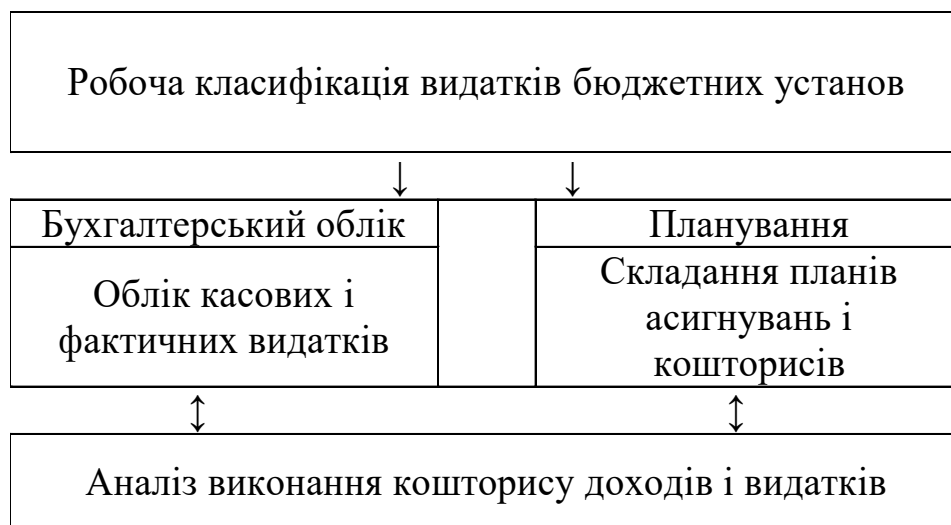 Робоча класифікація видатків бюджетних установ
↓ ↓
Бухгалтерський облік
Облік касових і
фактичних видатків
Планування
Складання планів
асигнувань і
кошторисів
↕ ↕
Аналіз виконання кошторису доходів і видатків